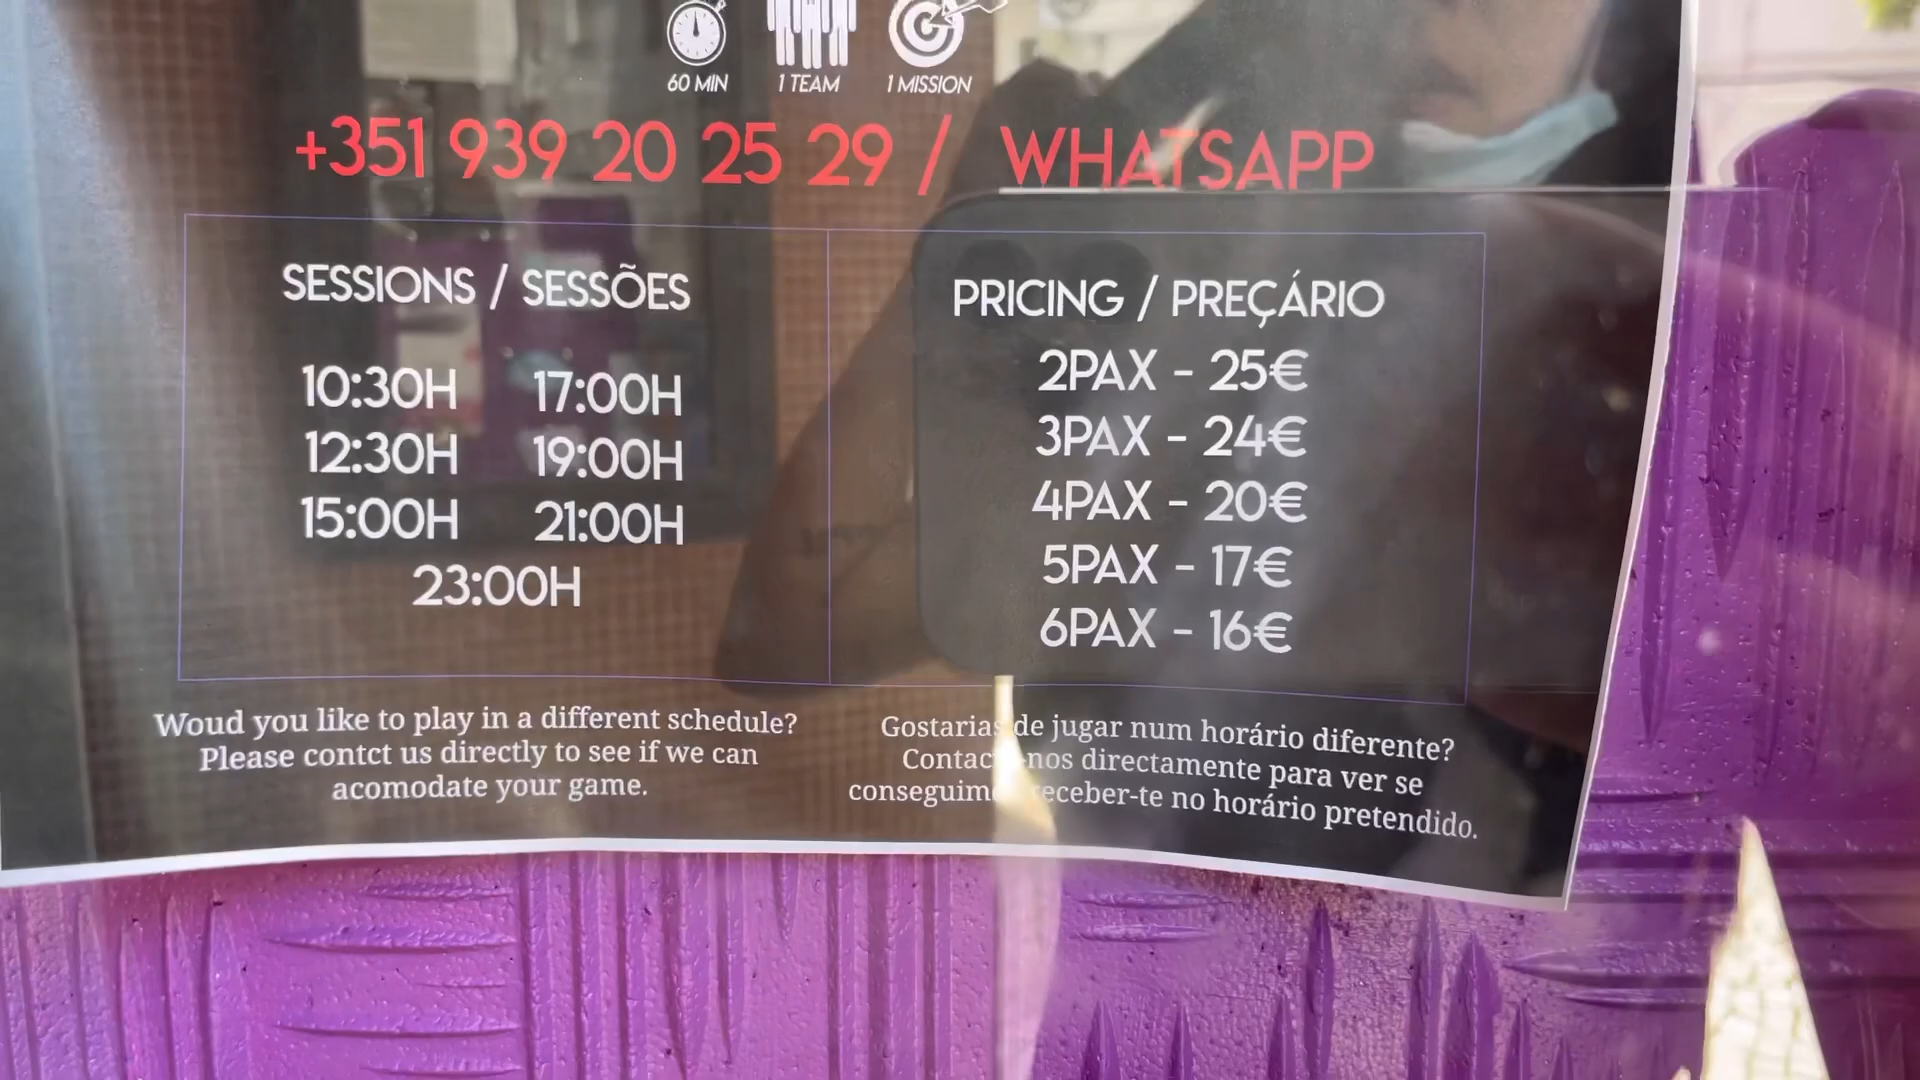 60 MIN 1 TEAM 1 MISSION
+351 939 20 25 29 / WHATSAPP
SESSIONS / SESSÕES
10:30H 17:00H
12:30H 19:00H
15:00H 21:00H
23:00H
PRICING / PREÇÁRIO
2PAX - 25€
3PAX - 24€
4PAX - 20€
5PAX - 17€
6PAX - 16€
Woud you like to play in a different schedule?
Please contct us directly to see if we can
acomodate your game.
Gostarias de jugar num horário diferente?
nos directamente para ver se
no horário pretendido.